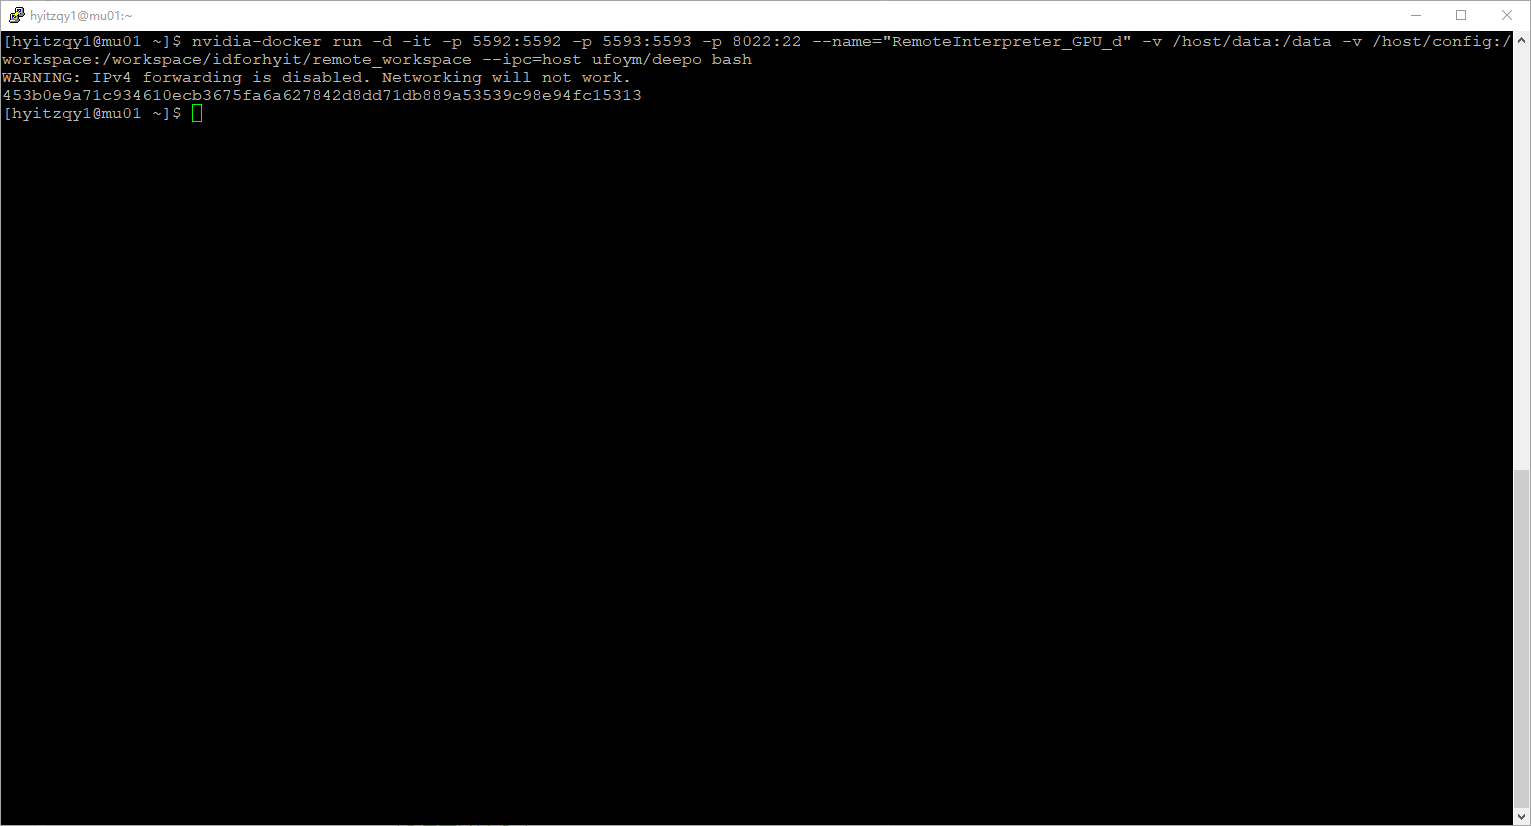 hyitzqy1@mu01:~
[hyitzqy1@mu01 ~]$ nvidia-docker run -d -it -p 5592:5592 -p 5593:5593 -p 8022:22 --name="RemoteInterpreter_GPU_d" -v /host/data:/data -v /host/config:/
workspace:/workspace/idforhyit/remote_workspace --ipc=host ufoym/deepo bash
WARNING: IPv4 forwarding is disabled. Networking will not work.
453b0e9a71c934610ecb3675fa6a627842d8dd71db889a53539c98e94fc15313
[hyitzqy1@mu01 ~]$